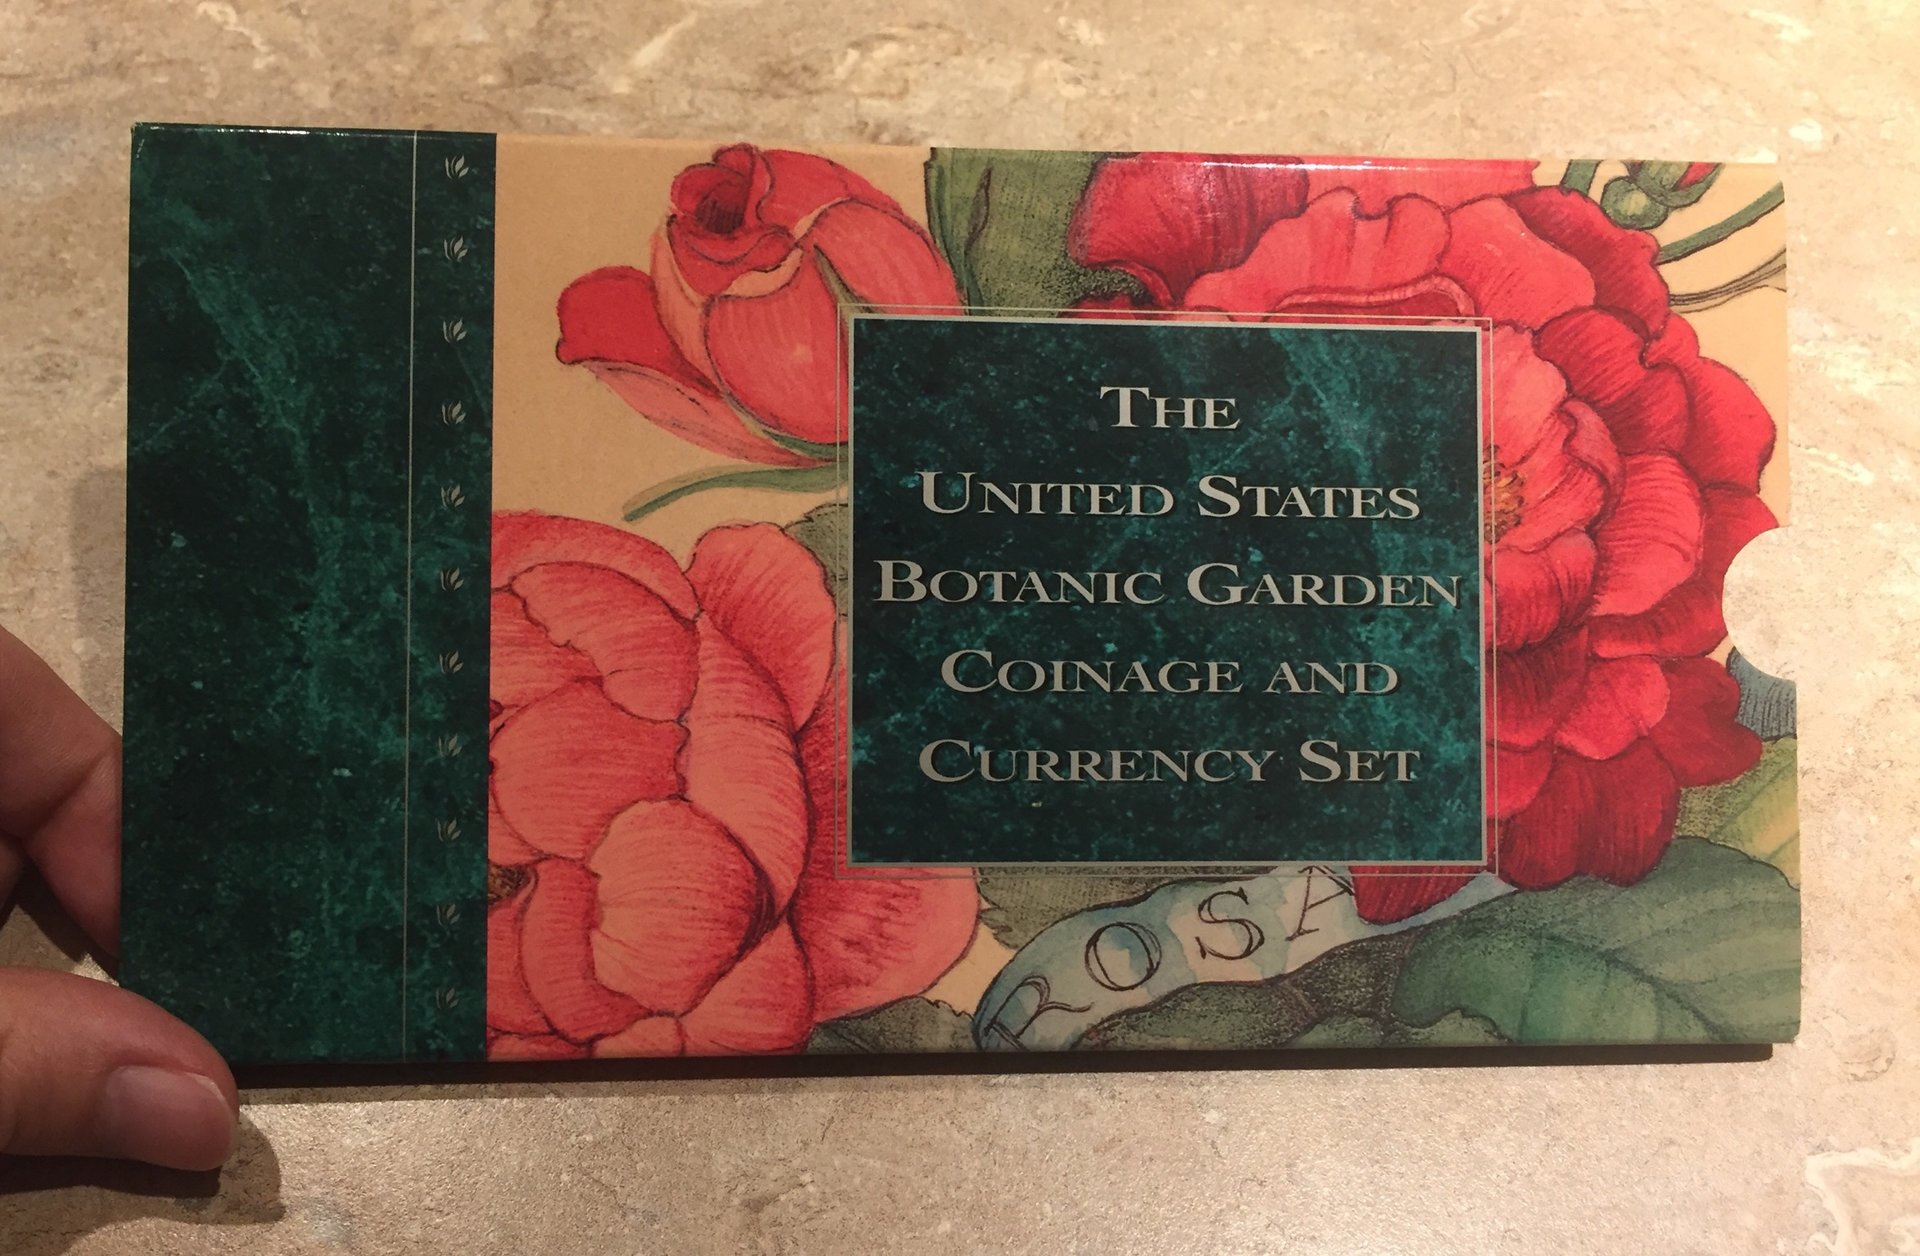 THE
UNITED STATES
BOTANIC GARDEN
COINAGE AND
CURRENCY SET
ROSA